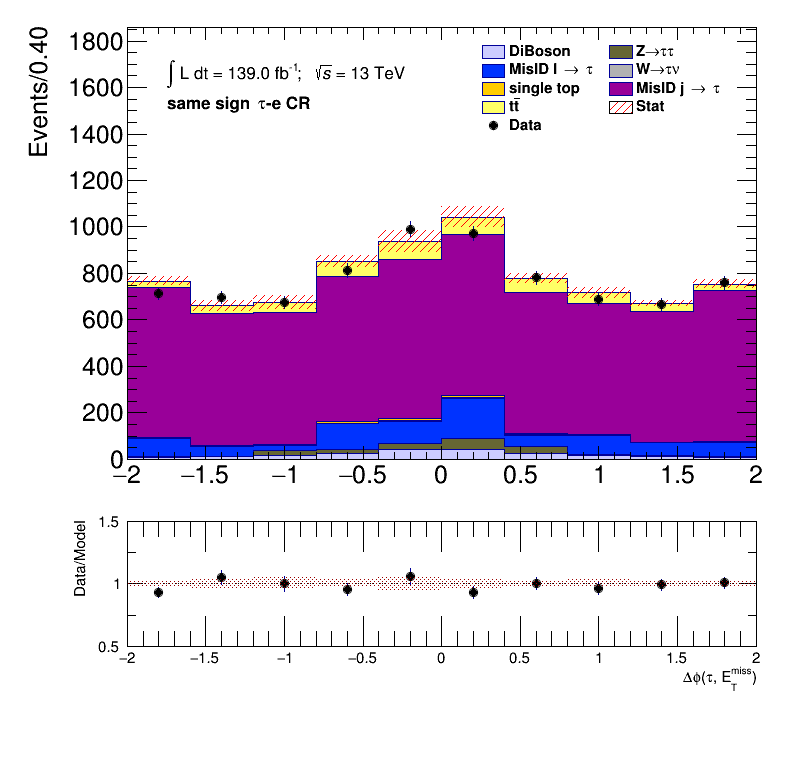 Events/0.40
1800
1600
1400
1200
1000
800
600
400
200
0
∫ L dt = 139.0 fb⁻¹; √s = 13 TeV
same sign τ-e CR
DiBoson
Z→ττ
MisID l → τ
W→τν
single top
MisID j → τ
tt̄
Stat
Data
−2 −1.5 −1 −0.5 0 0.5 1 1.5 2
Data/Model
1.5
1
0.5
−2 −1.5 −1 −0.5 0 0.5 1 1.5 2
Δϕ(τ, E_T^miss)